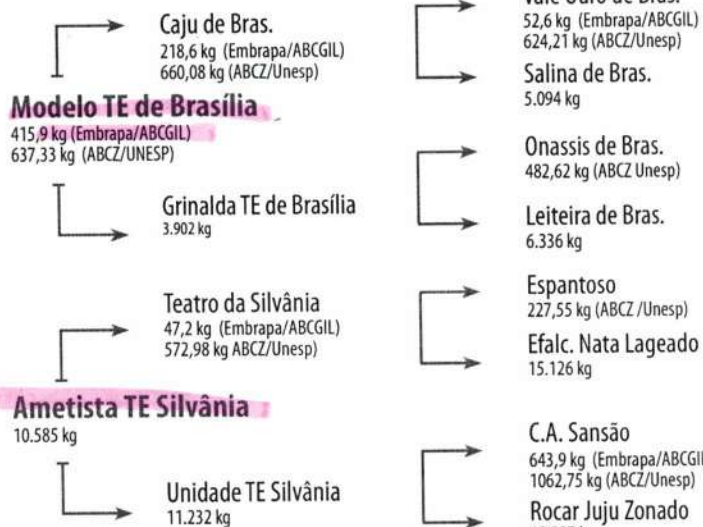 Caju de Bras.
218,6 kg (Embrapa/ABCGIL)
660,08 kg (ABCZ/Unesp)
Modelo TE de Brasília
415,9 kg (Embrapa/ABCGIL)
637,33 kg (ABCZ/UNESP)
Grinalda TE de Brasília
3.902 kg
Teatro da Silvânia
47,2 kg (Embrapa/ABCGIL)
572,98 kg ABCZ/Unesp)
Ametista TE Silvânia
10.585 kg
Unidade TE Silvânia
11.232 kg
52,6 kg (Embrapa/ABCGIL)
624,21 kg (ABCZ/Unesp)
Salina de Bras.
5.094 kg
Onassis de Bras.
482,62 kg (ABCZ Unesp)
Leiteira de Bras.
6.336 kg
Espantoso
227,55 kg (ABCZ /Unesp)
Efalc. Nata Lageado
15.126 kg
C.A. Sansão
643,9 kg (Embrapa/ABCGIL
1062,75 kg (ABCZ/Unesp)
Rocar Juju Zonado